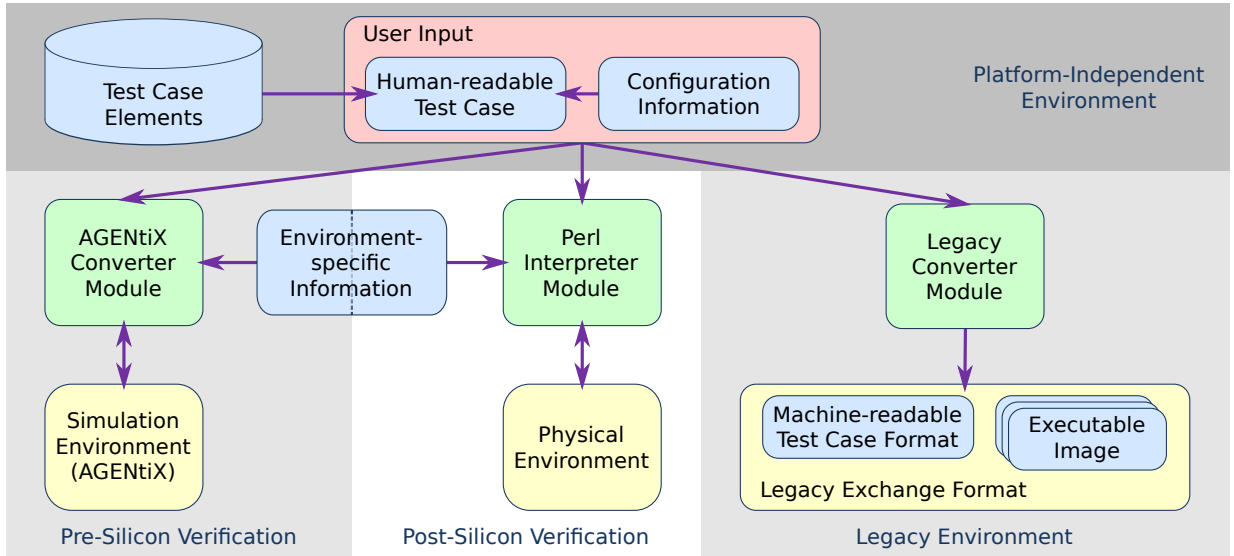 User Input
Test Case
Elements
Human-readable
Test Case
Configuration
Information
Platform-Independent
Environment
AGENtiX
Converter
Module
Environment-
specific
Information
Perl
Interpreter
Module
Legacy
Converter
Module
Simulation
Environment
(AGENtiX)
Physical
Environment
Machine-readable
Test Case Format
Executable
Image
Legacy Exchange Format
Pre-Silicon Verification
Post-Silicon Verification
Legacy Environment